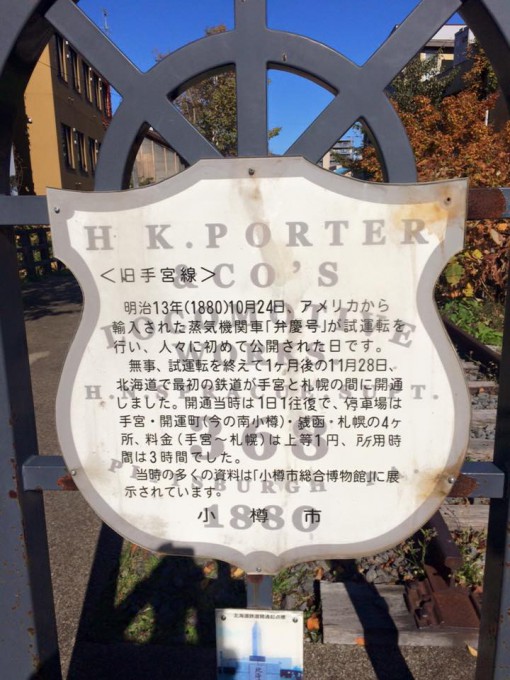 H K.PORTER
&CO'S
<旧手宮線>
明治13年(1880)10月24日、アメリカから
輸入された蒸気機関車「弁慶号」が試運転を
行い、人々に初めて公開された日です。
無事、試運転を終えて1ヶ月後の11月28日、
北海道で最初の鉄道が手宮と札幌の間に開通
しました。開通当時は1日1往復で、停車場は
手宮・開運町(今の南小樽)・銭函・札幌の4ヶ
所、料金(手宮～札幌)は上等1円、所用時
間は3時間でした。
368
PITTSBURGH
当時の多くの資料は「小樽市総合博物館」に展
示されています。
小樽市
1880